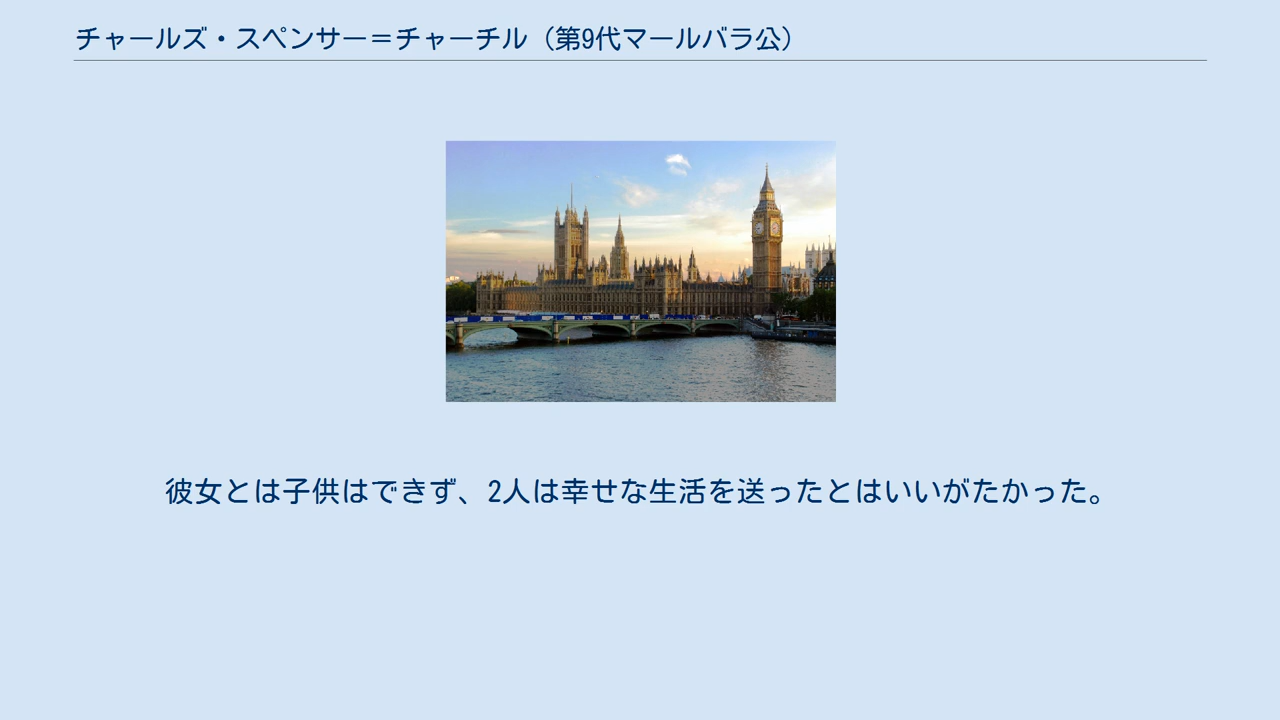 チャールズ・スペンサー＝チャーチル（第9代マールバラ公）
彼女とは子供はできず、2人は幸せな生活を送ったとはいいがたかった。